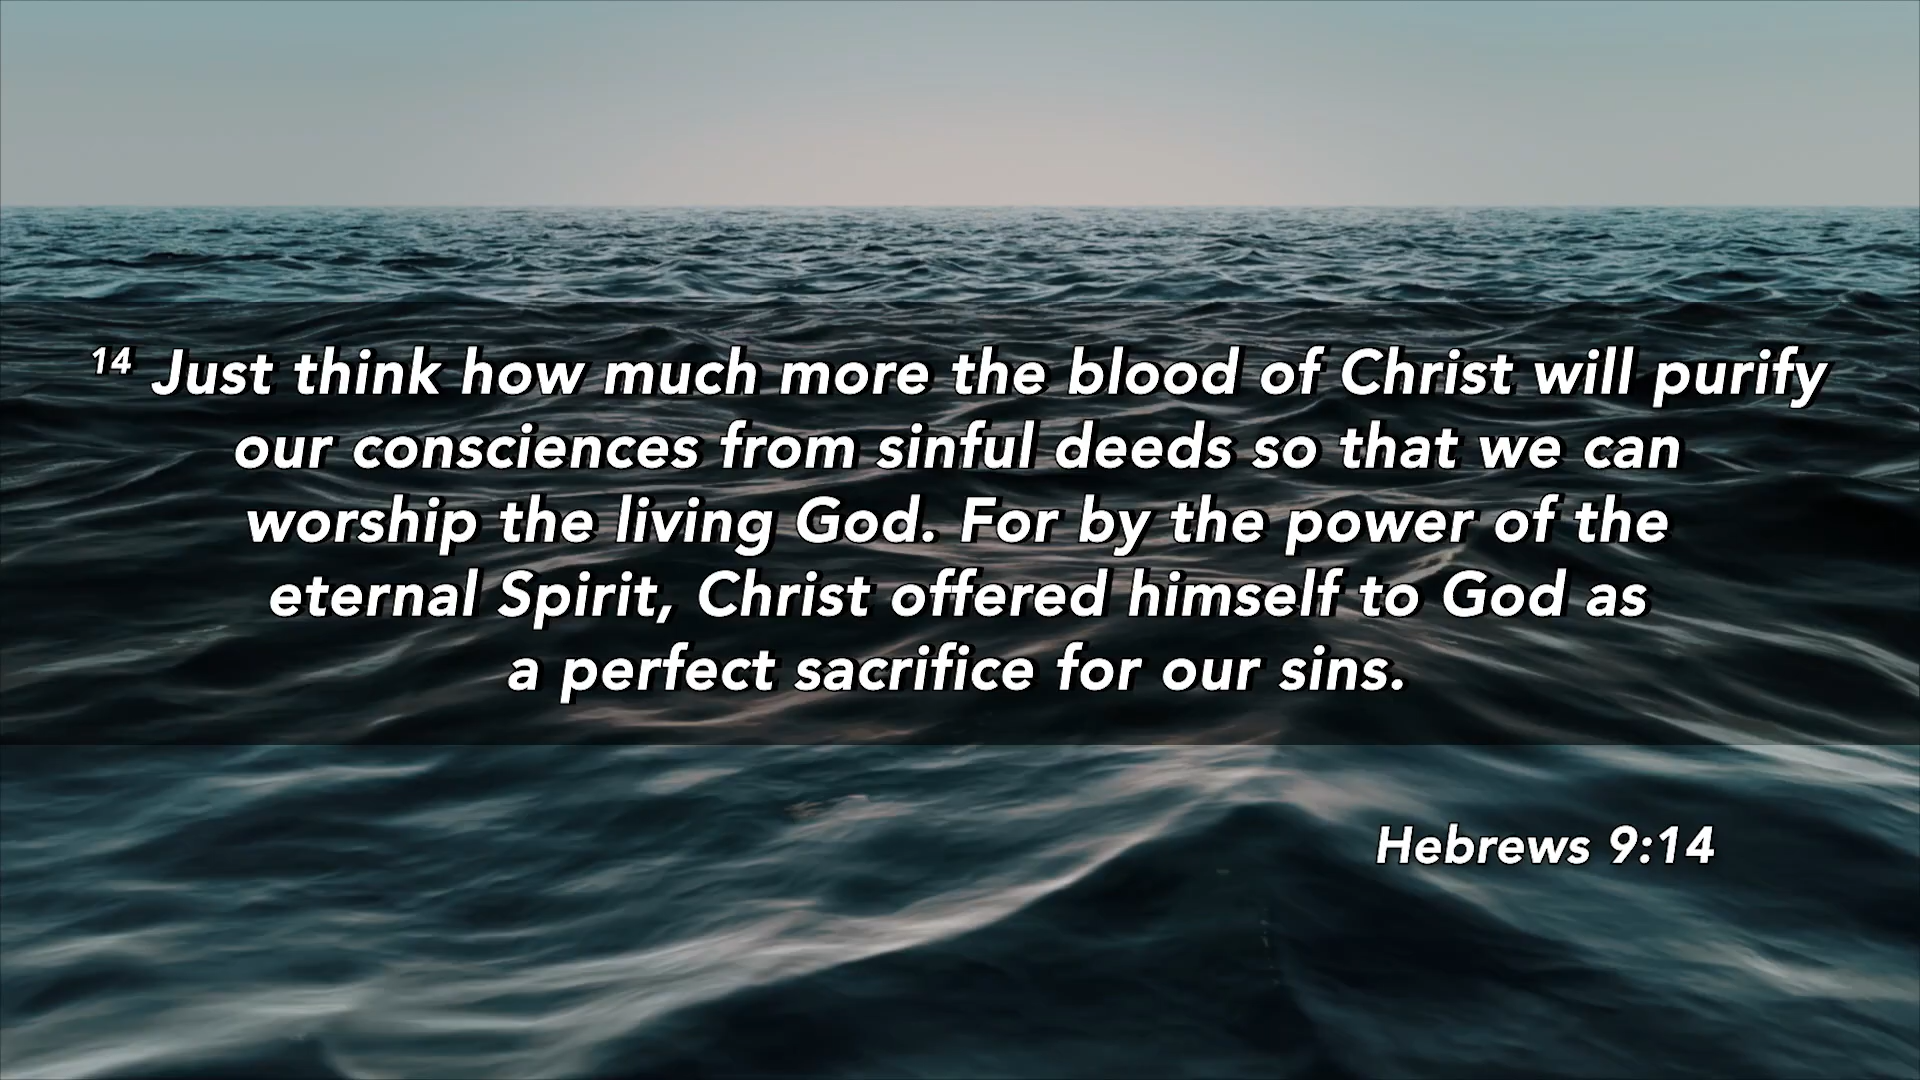 14 Just think how much more the blood of Christ will purify
our consciences from sinful deeds so that we can
worship the living God. For by the power of the
eternal Spirit, Christ offered himself to God as
a perfect sacrifice for our sins.
Hebrews 9:14